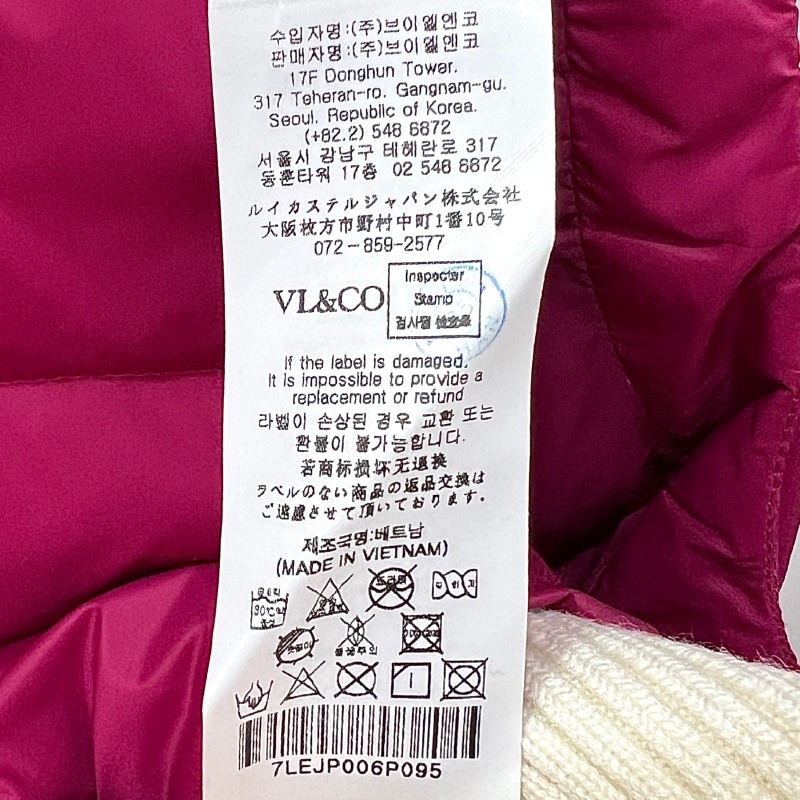 수입자명:(주)브이엘엔코
판매자명:(주)브이엘엔코
17F Donghun Tower.
317 Teheran-ro. Gangnam-gu.
Seoul. Republic of Korea.
(+82.2) 548 6872
서울시 강남구 테헤란로 317
동훈타워 17층 02 548 6872
ルイカステルジャパン株式会社
大阪枚方市野村中町1番10号
072-859-2577
VL&CO
Inspecter
Stamp
검사필
If the label is damaged,
It is impossible to provide a
replacement or refund
라벨이 손상된 경우 교환 또는
환불이 불가능합니다.
若商标损坏无退换
ラベルのない商品の返品交換は
ご遠慮させて頂いております。
제조국명:베트남
(MADE IN VIETNAM)
드라이
7LEJP006P095